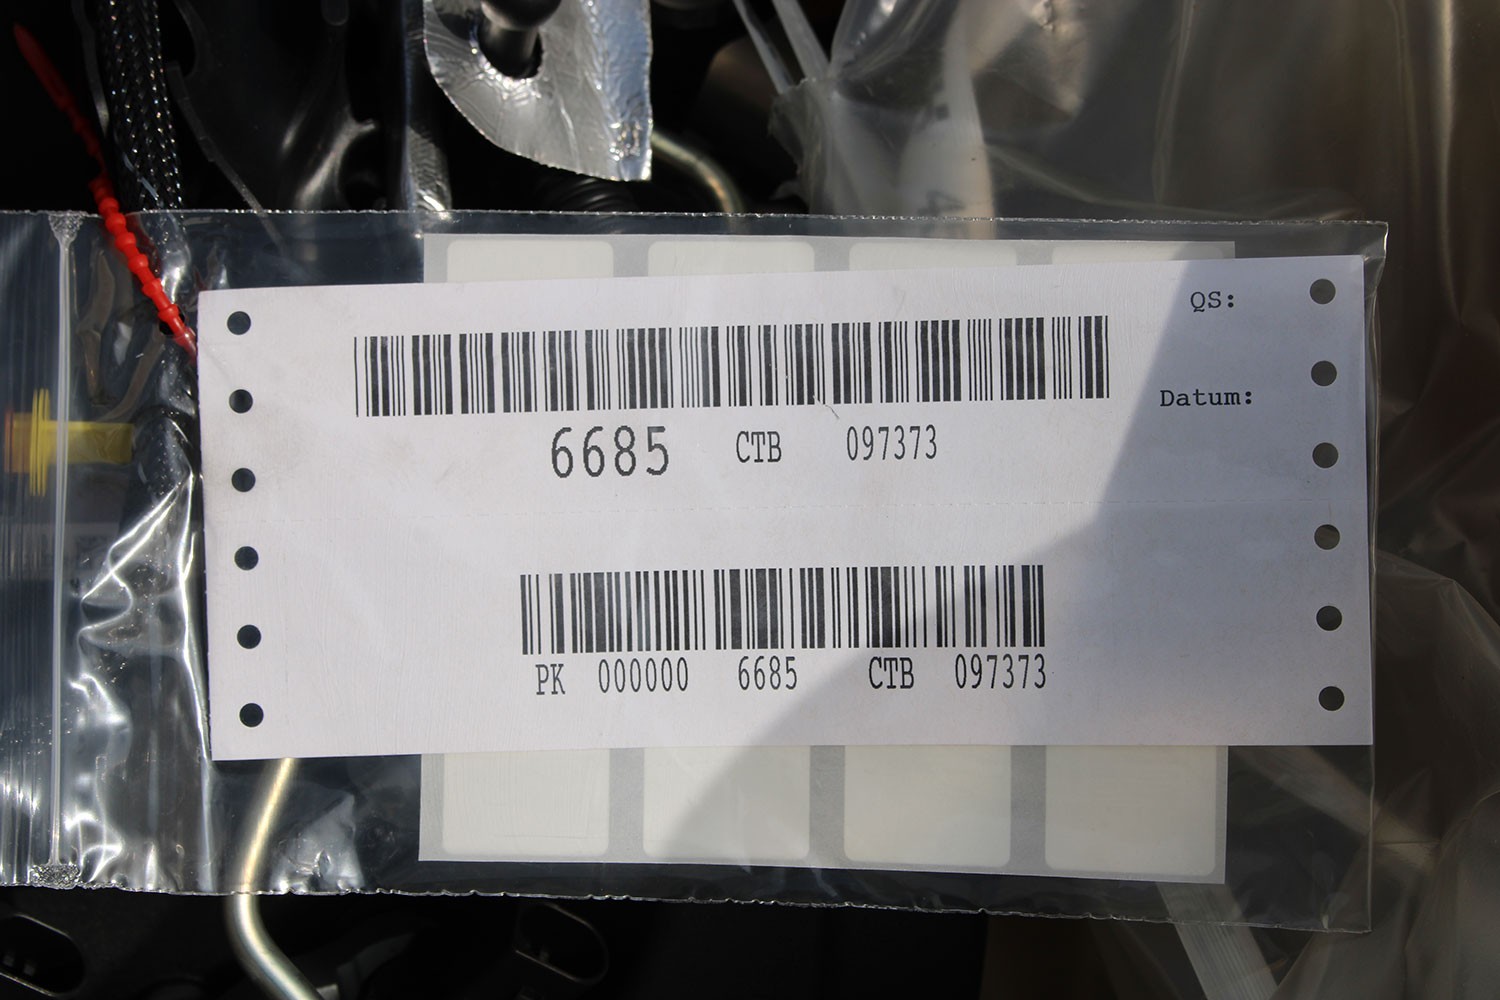 QS:
Datum:
6685 CTB 097373
PK 000000 6685 CTB 097373